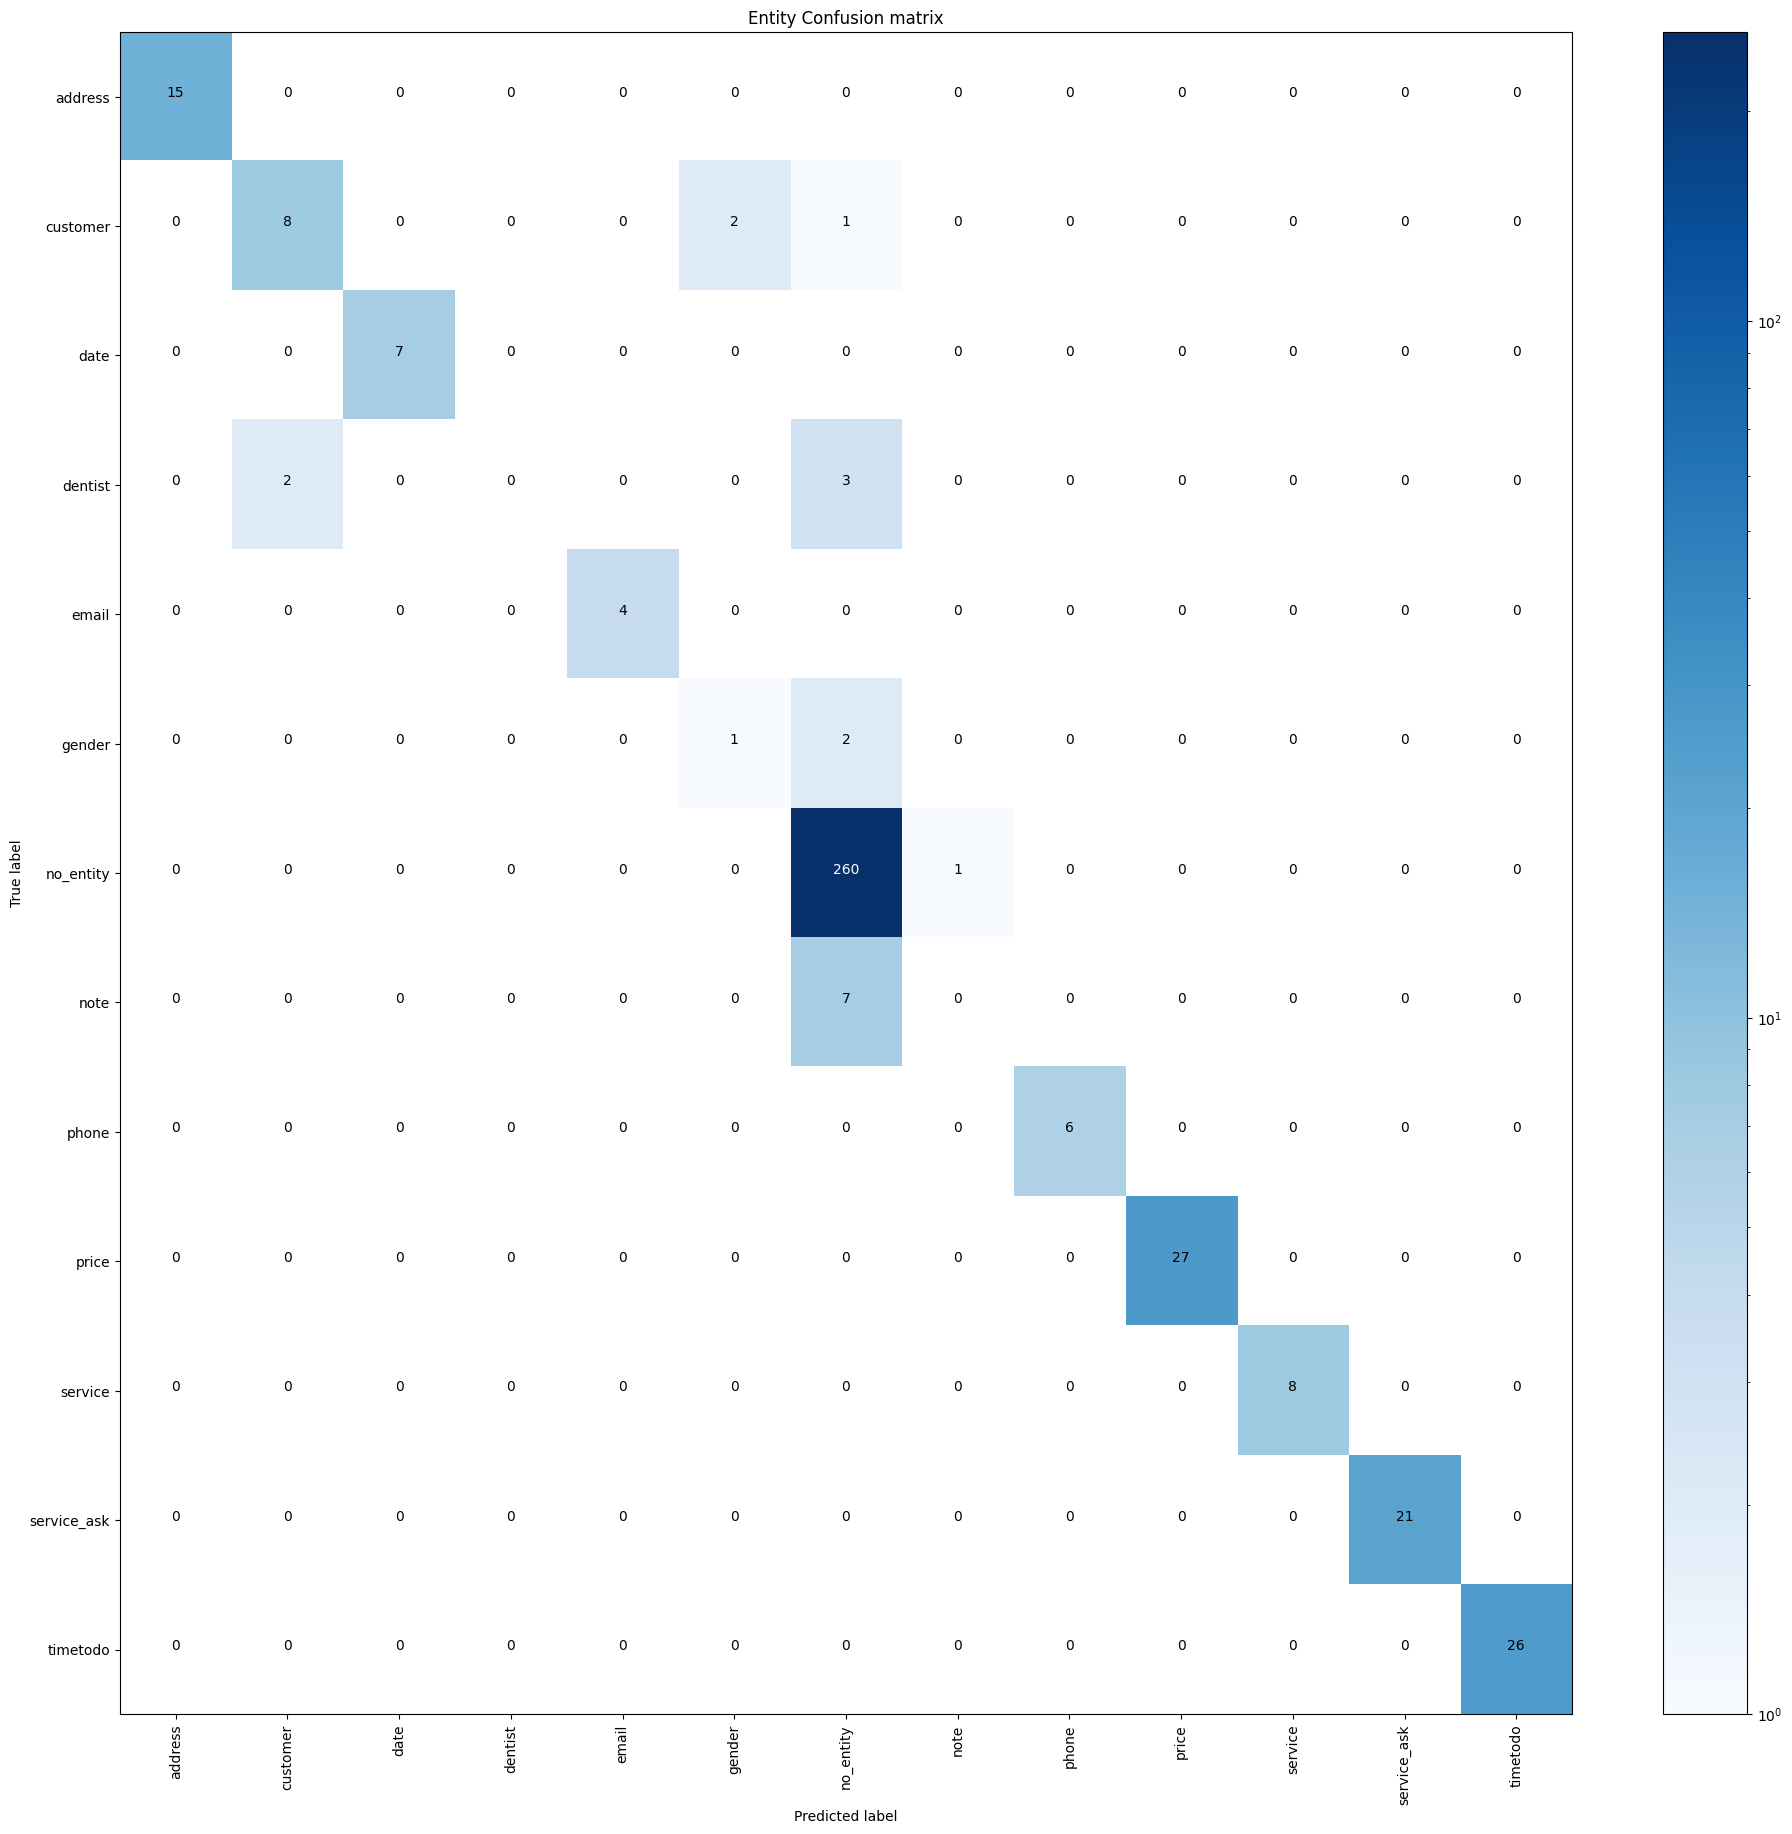 Entity Confusion matrix
address 15 0 0 0 0 0 0 0 0 0 0 0 0
customer 0 8 0 0 0 2 1 0 0 0 0 0 0
date 0 0 7 0 0 0 0 0 0 0 0 0 0
dentist 0 2 0 0 0 0 3 0 0 0 0 0 0
email 0 0 0 0 4 0 0 0 0 0 0 0 0
gender 0 0 0 0 0 1 2 0 0 0 0 0 0
no_entity 0 0 0 0 0 0 260 1 0 0 0 0 0
note 0 0 0 0 0 0 7 0 0 0 0 0 0
phone 0 0 0 0 0 0 0 0 6 0 0 0 0
price 0 0 0 0 0 0 0 0 0 27 0 0 0
service 0 0 0 0 0 0 0 0 0 0 8 0 0
service_ask 0 0 0 0 0 0 0 0 0 0 0 21 0
timetodo 0 0 0 0 0 0 0 0 0 0 0 0 26
True label
address customer date dentist email gender no_entity note phone price service service_ask timetodo
Predicted label
10²
10¹
10⁰